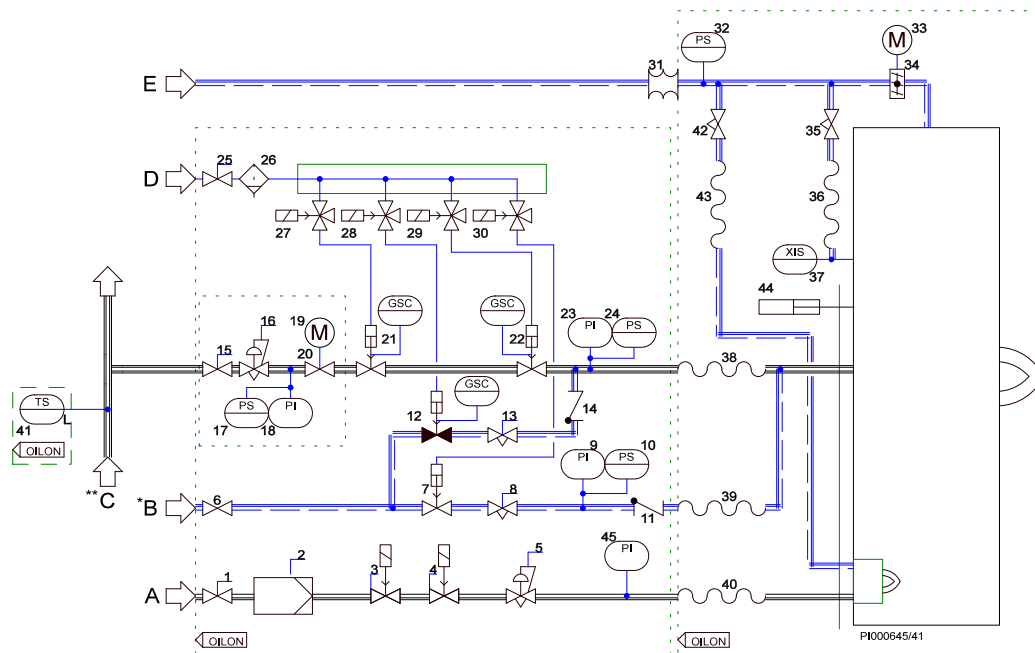 32
PS
33
M
34
31
E
42
35
25
26
D
43
36
27
28
29
30
XIS
37
44
GSC
GSC
16
19
M
23
24
PI
PS
21
22
15
20
38
PS
PI
17
18
TS
L
41
OILON
GSC
12
13
14
9
10
PI
PS
**C
7
8
*B
6
39
11
45
PI
5
2
1
3
4
A
40
OILON
OILON
PI000645/41